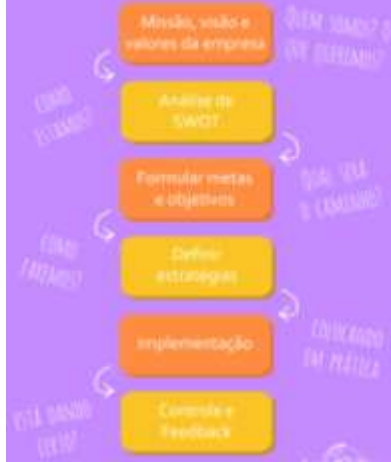 Missão, visão e
valores da empresa
QUEM SOMOS? O
QUE QUEREMOS?
COMO
ESTAMOS?
Análise de
SWOT
Formular metas
e objetivos
QUAL SERÁ
O CAMINHO?
COMO
FAREMOS?
Definir
estratégias
Implementação
COLOCANDO
EM PRÁTICA
ESTÁ DANDO
CERTO?
Controle e
Feedback